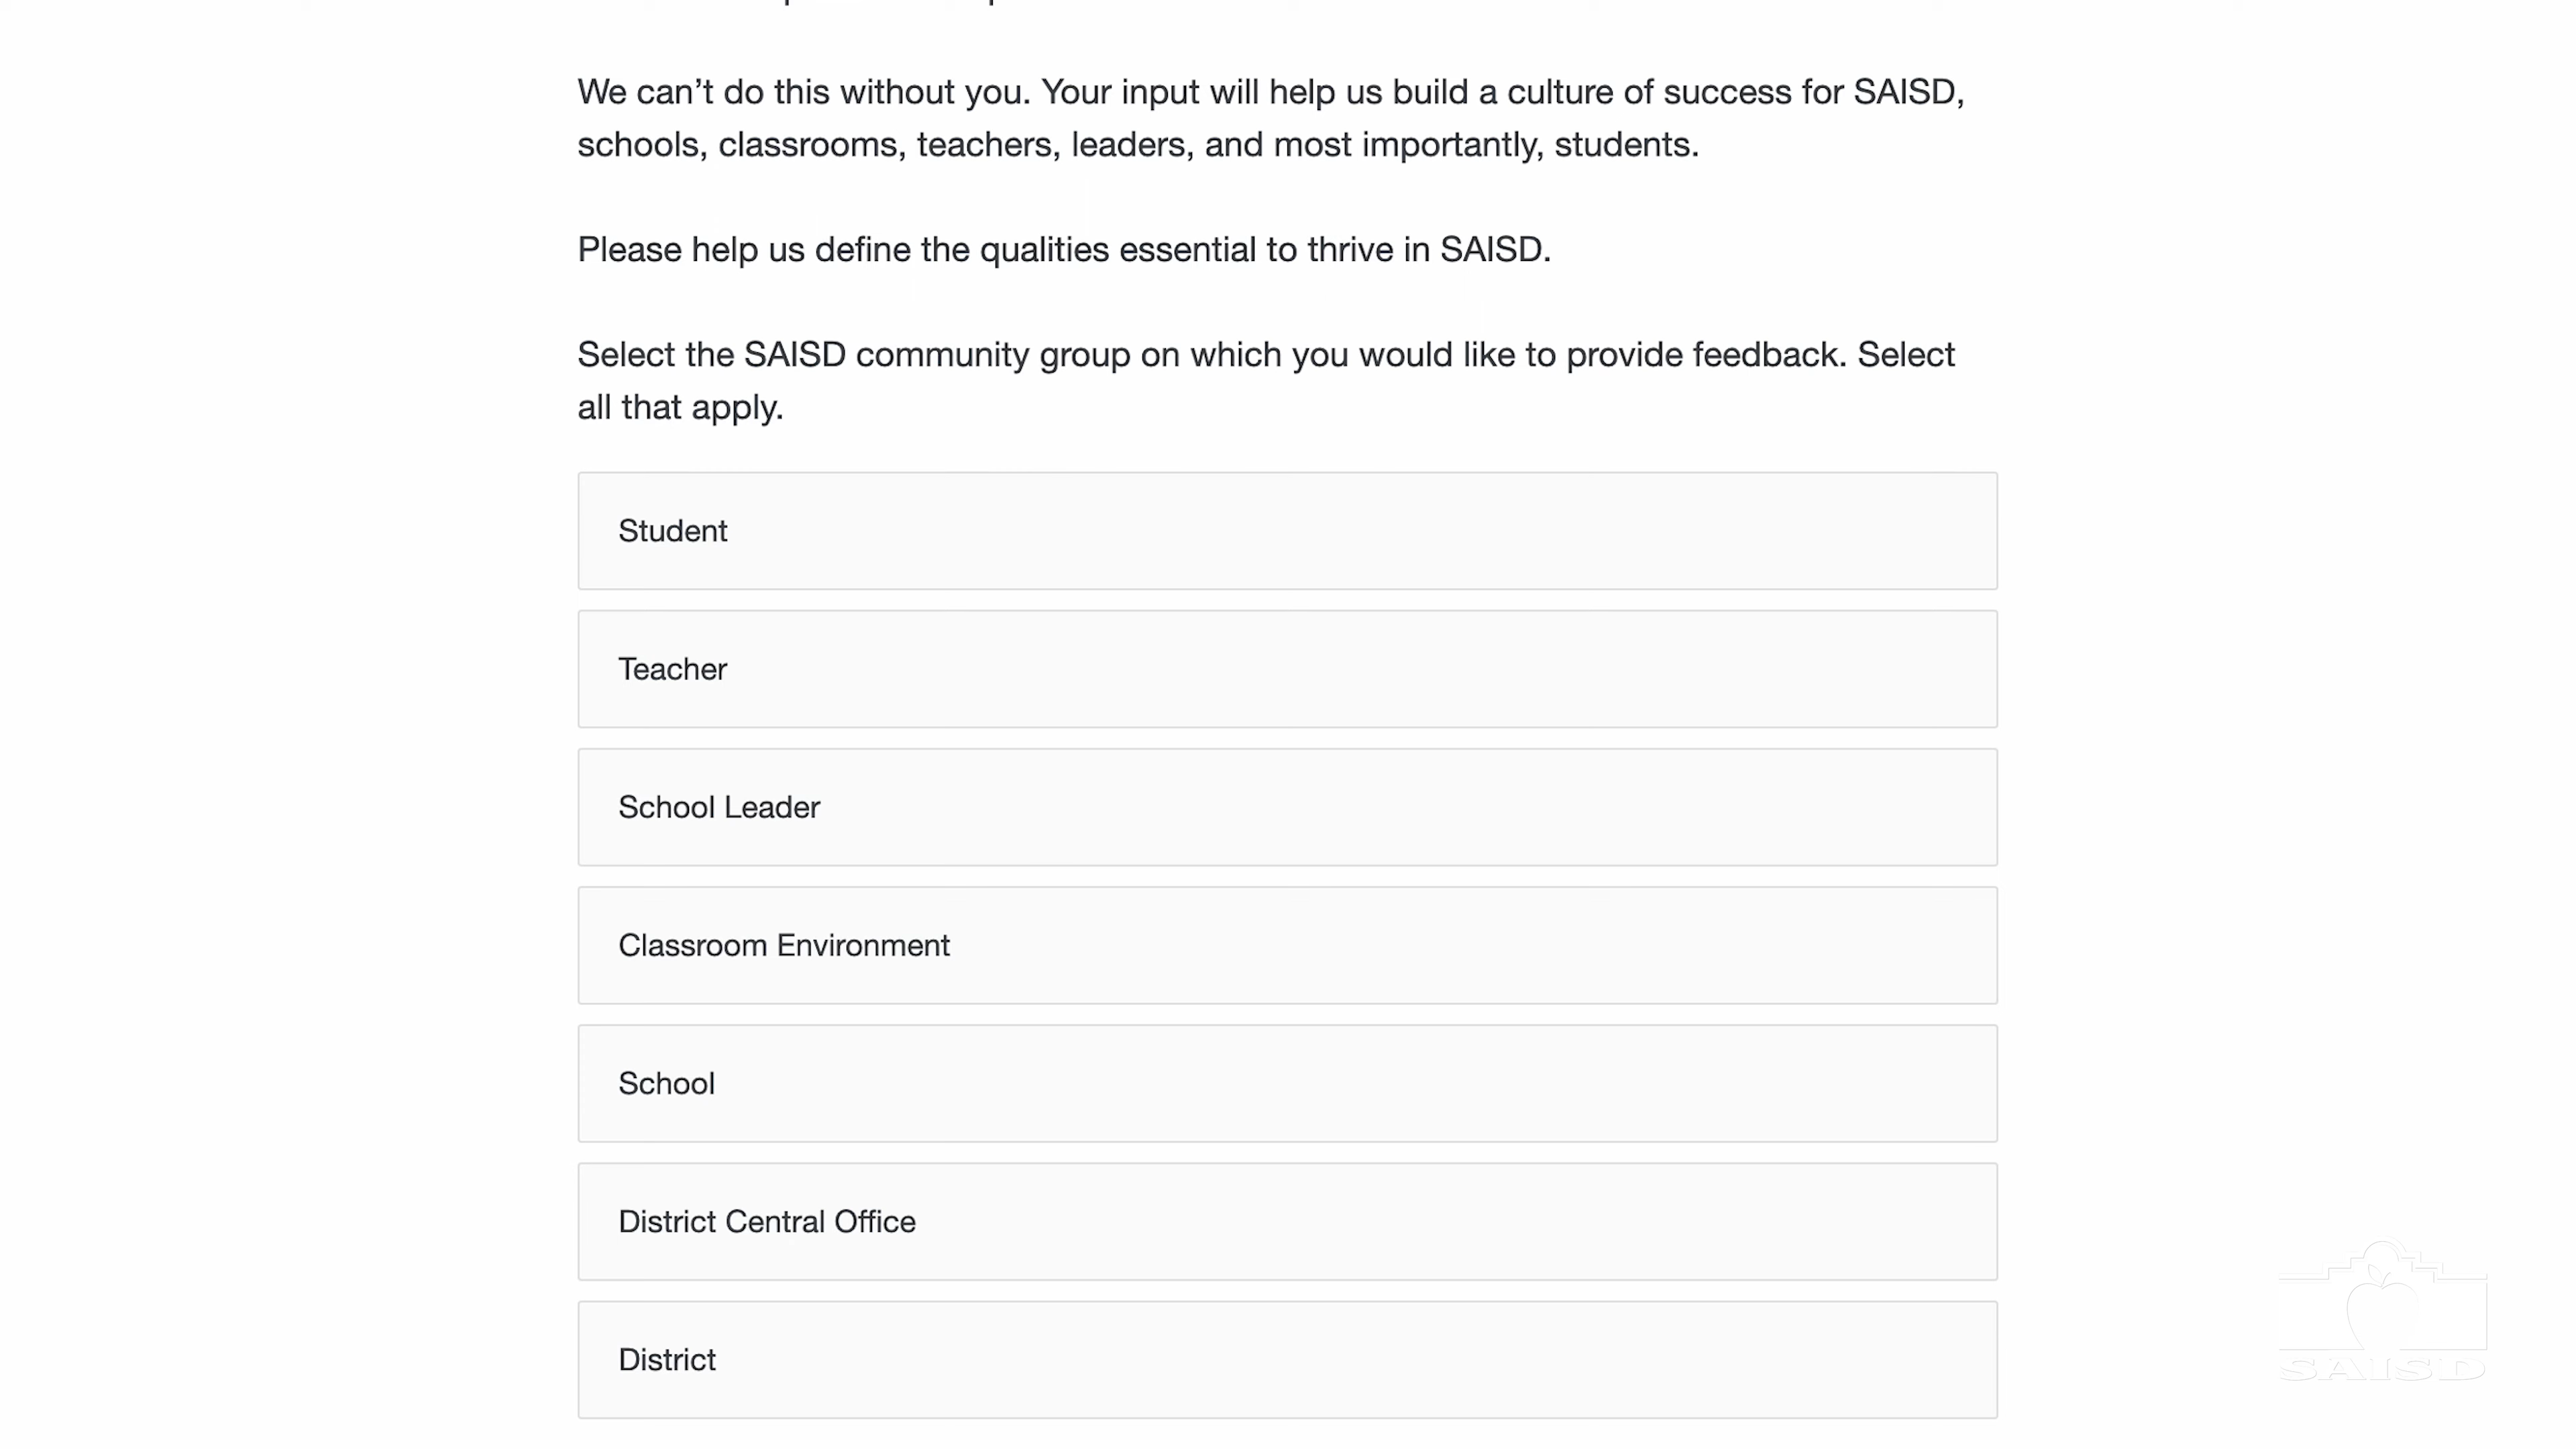 We can’t do this without you. Your input will help us build a culture of success for SAISD,
schools, classrooms, teachers, leaders, and most importantly, students.
Please help us define the qualities essential to thrive in SAISD.
Select the SAISD community group on which you would like to provide feedback. Select
all that apply.
Student
Teacher
School Leader
Classroom Environment
School
District Central Office
District
SAISD